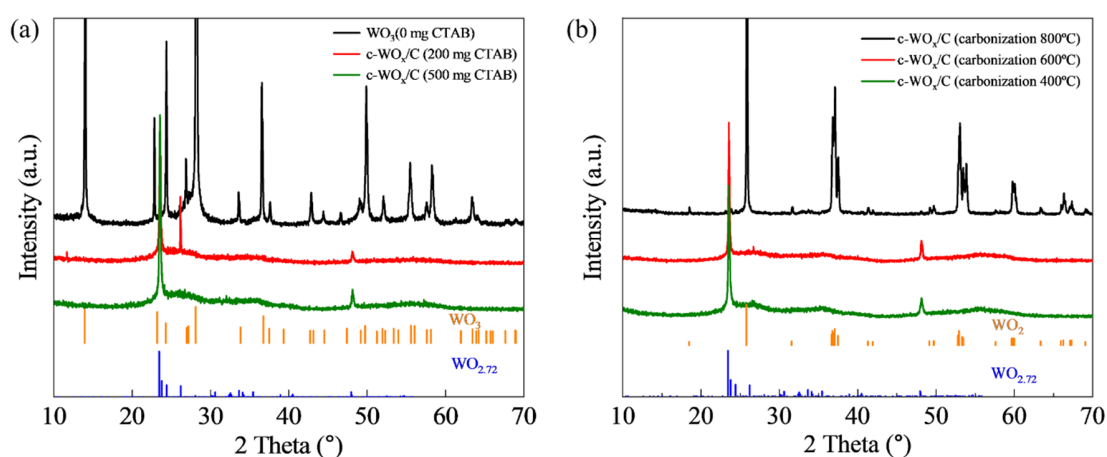 (a)
WO₃(0 mg CTAB)
c-WOₓ/C (200 mg CTAB)
c-WOₓ/C (500 mg CTAB)
Intensity (a.u.)
WO₃
WO₂.₇₂
10 20 30 40 50 60 70
2 Theta (°)
(b)
c-WOₓ/C (carbonization 800ºC)
c-WOₓ/C (carbonization 600ºC)
c-WOₓ/C (carbonization 400ºC)
Intensity (a.u.)
WO₂
WO₂.₇₂
10 20 30 40 50 60 70
2 Theta (°)